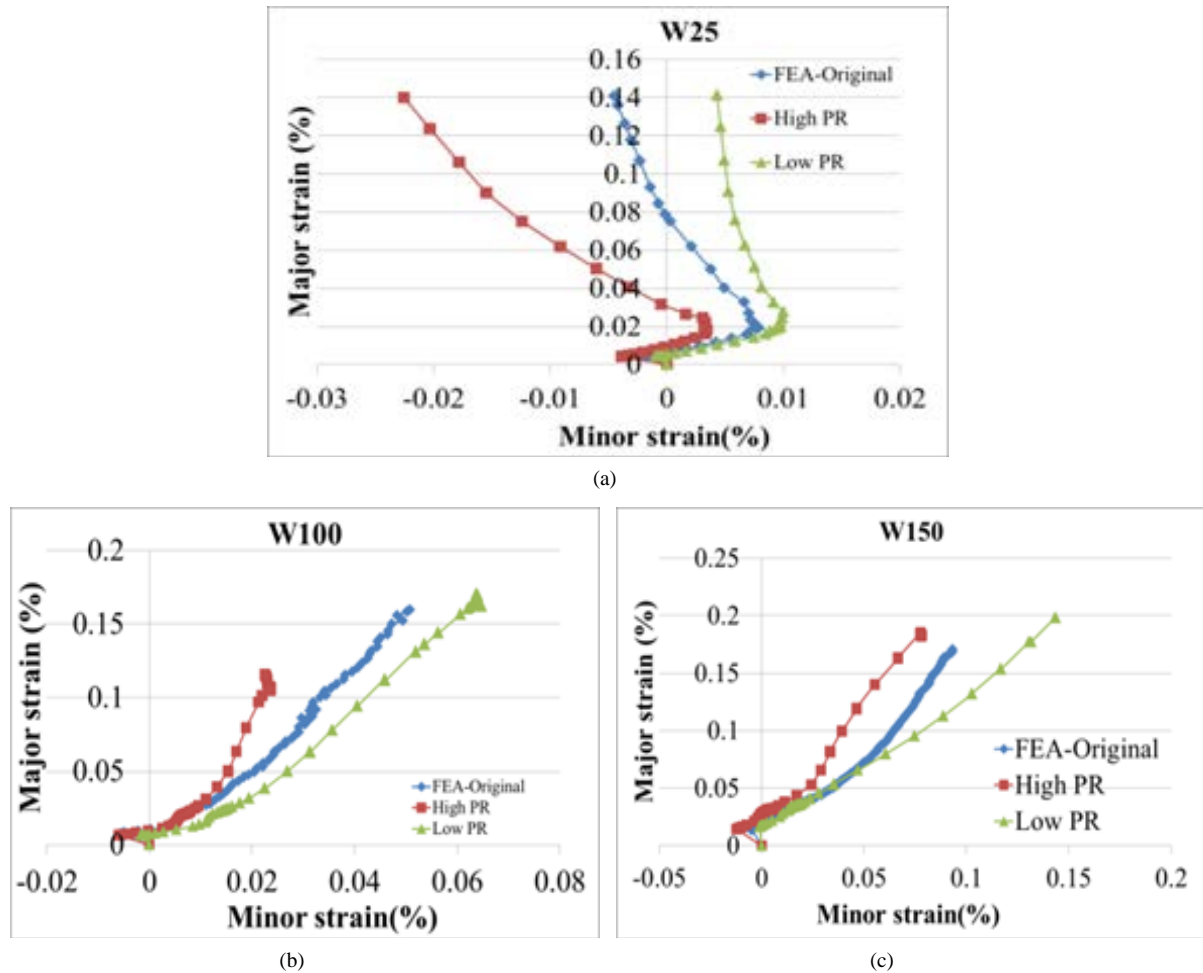 W25
Major strain (%)
0.16
0.14
0.12
0.1
0.08
0.06
0.04
0.02
0
FEA-Original
High PR
Low PR
-0.03 -0.02 -0.01 0 0.01 0.02
Minor strain(%)
(a)
W100
Major strain (%)
0.2
0.15
0.1
0.05
0
FEA-Original
High PR
Low PR
-0.02 0 0.02 0.04 0.06 0.08
Minor strain(%)
(b)
W150
Major strain (%)
0.25
0.2
0.15
0.1
0.05
0
FEA-Original
High PR
Low PR
-0.05 0 0.05 0.1 0.15 0.2
Minor strain(%)
(c)